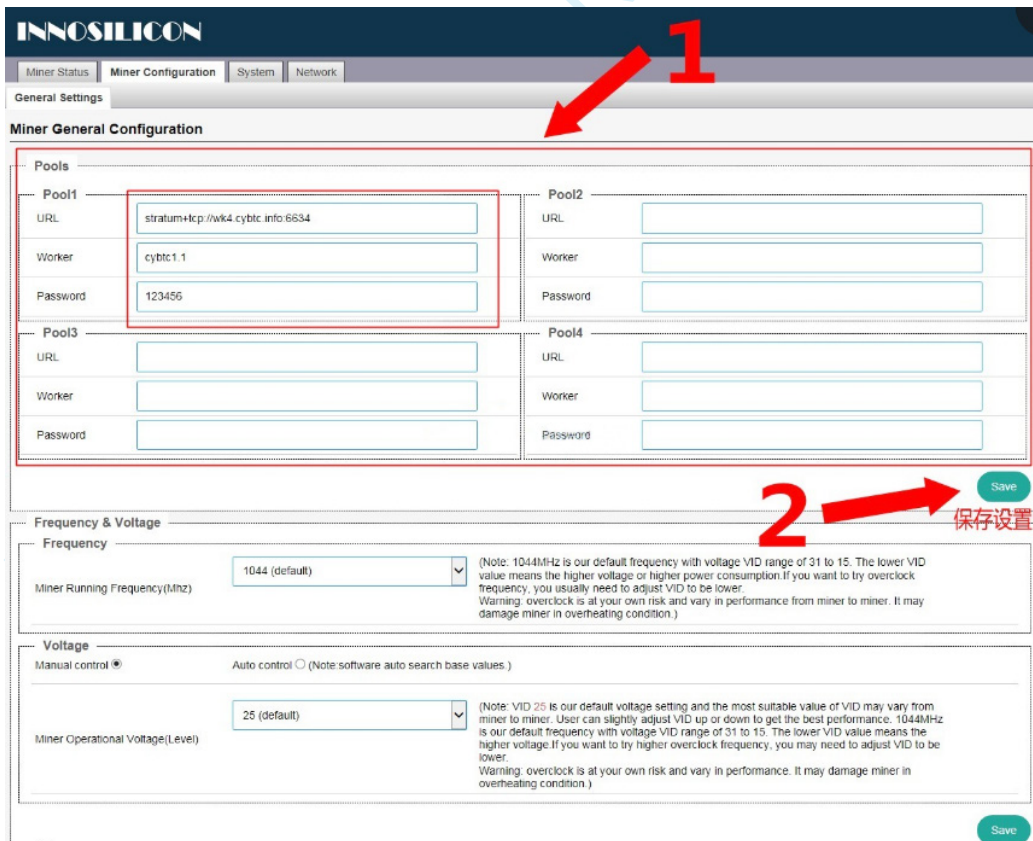 INNOSILICON
Miner Status Miner Configuration System Network
General Settings
Miner General Configuration
1
Pools
Pool1
URL stratum+tcp://wk4.cybtc.info:6634
Worker cybtc1.1
Password 123456
Pool2
URL
Worker
Password
Pool3
URL
Worker
Password
Pool4
URL
Worker
Password
2
Save
保存设置
Frequency & Voltage
Frequency
Miner Running Frequency(Mhz)
1044 (default)
(Note: 1044MHz is our default frequency with voltage VID range of 31 to 15. The lower VID
value means the higher voltage or higher power consumption.If you want to try overclock
frequency, you usually need to adjust VID to be lower.
Warning: overclock is at your own risk and vary in performance from miner to miner. It may
damage miner in overheating condition.)
Voltage
Manual control Auto control (Note:software auto search base values.)
Miner Operational Voltage(Level)
25 (default)
(Note: VID 25 is our default voltage setting and the most suitable value of VID may vary from
miner to miner. User can slightly adjust VID up or down to get the best performance. 1044MHz
is our default frequency with voltage VID range of 31 to 15. The lower VID value means the
higher voltage.If you want to try higher overclock frequency, you may need to adjust VID to be
lower.
Warning: overclock is at your own risk and vary in performance. It may damage miner in
overheating condition.)
Save